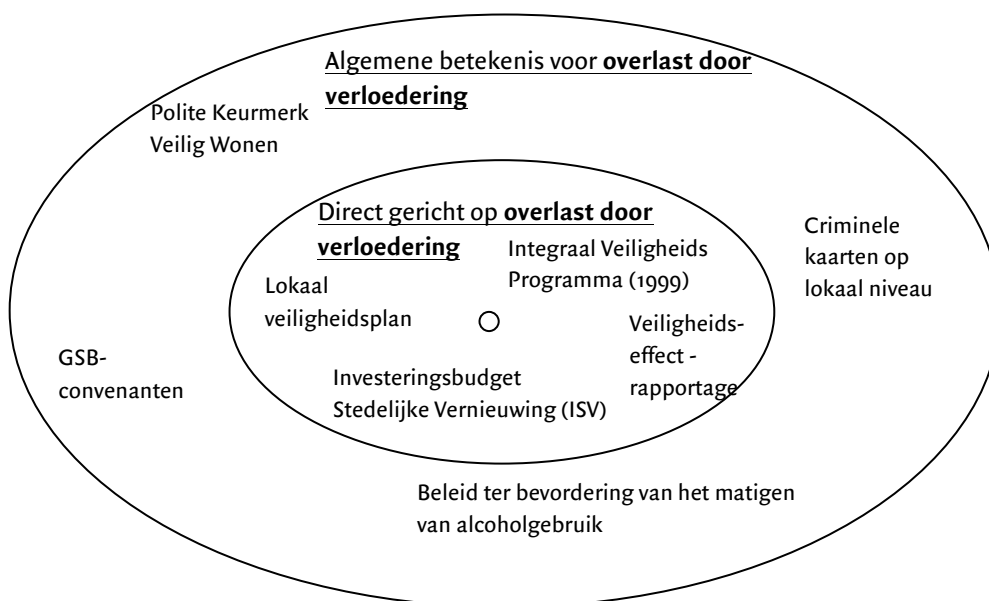 Algemene betekenis voor overlast door
verloedering
Polite Keurmerk
Veilig Wonen
Direct gericht op overlast door
verloedering
Integraal Veiligheids
Programma (1999)
Lokaal
veiligheidsplan
Veiligheids-
effect -
rapportage
Investeringsbudget
Stedelijke Vernieuwing (ISV)
Criminele
kaarten op
lokaal niveau
GSB-
convenanten
Beleid ter bevordering van het matigen
van alcoholgebruik